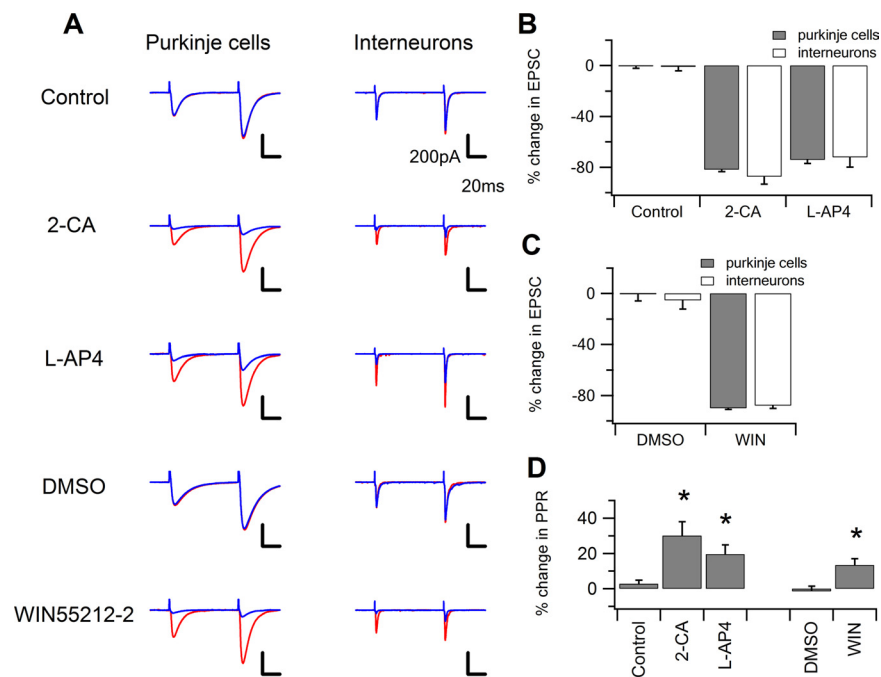 A
Purkinje cells
Interneurons
Control
200pA
20ms
2-CA
L-AP4
DMSO
WIN55212-2
B
purkinje cells
interneurons
% change in EPSC
0
-40
-80
Control
2-CA
L-AP4
C
purkinje cells
interneurons
% change in EPSC
0
-40
-80
DMSO
WIN
D
% change in PPR
40
20
0
*
*
*
Control
2-CA
L-AP4
DMSO
WIN